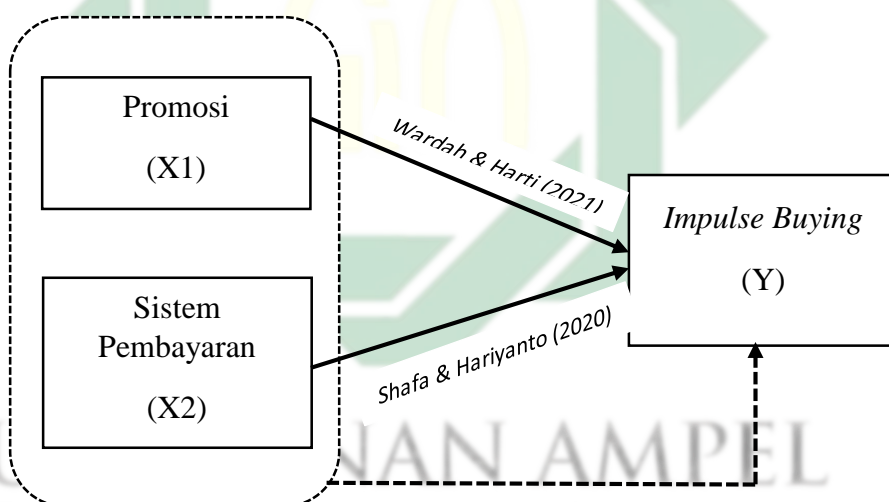 Promosi
(X1)
Wardah & Harti (2021)
Impulse Buying
(Y)
Sistem
Pembayaran
(X2)
Shafa & Hariyanto (2020)
NAN AMPEL